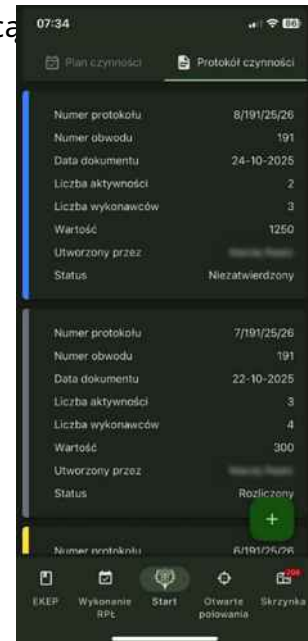 cą
07:34
86
Plan czynności Protokół czynności
Numer protokołu 8/191/25/26
Numer obwodu 191
Data dokumentu 24-10-2025
Liczba aktywności 2
Liczba wykonawców 3
Wartość 1250
Utworzony przez
Status Niezatwierdzony
Numer protokołu 7/191/25/26
Numer obwodu 191
Data dokumentu 22-10-2025
Liczba aktywności 3
Liczba wykonawców 4
Wartość 300
Utworzony przez
Status Rozliczony
+
Numer protokołu 6/191/25/26
EKEP Wykonanie RPŁ Start Otwarte polowania Skrzynka